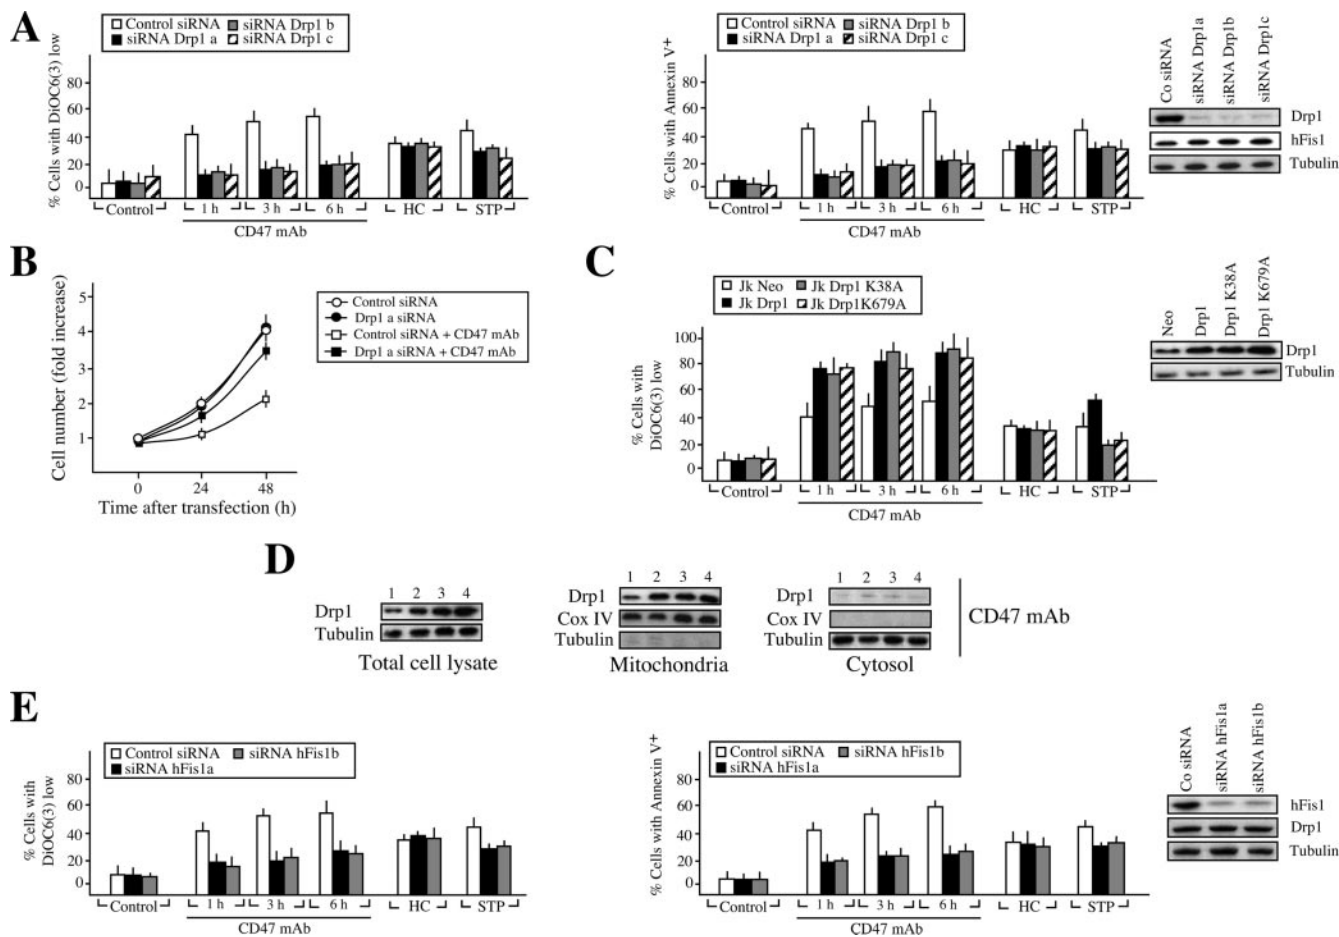 A
Control siRNA siRNA Drp1 b
siRNA Drp1 a siRNA Drp1 c
% Cells with DiOC6(3) low
80
60
40
20
0
Control 1 h 3 h 6 h HC STP
CD47 mAb
Control siRNA siRNA Drp1 b
siRNA Drp1 a siRNA Drp1 c
% Cells with Annexin V+
80
60
40
20
0
Control 1 h 3 h 6 h HC STP
CD47 mAb
Co siRNA
siRNA Drp1a
siRNA Drp1b
siRNA Drp1c
Drp1
hFis1
Tubulin
B
Cell number (fold increase)
5
4
3
2
1
0 24 48
Time after transfection (h)
Control siRNA
Drp1 a siRNA
Control siRNA + CD47 mAb
Drp1 a siRNA + CD47 mAb
C
Jk Neo Jk Drp1 K38A
Jk Drp1 Jk Drp1K679A
% Cells with
DiOC6(3) low
100
80
60
40
20
0
Control 1 h 3 h 6 h HC STP
CD47 mAb
Neo
Drp1
Drp1 K38A
Drp1 K679A
Drp1
Tubulin
D
1 2 3 4
Drp1
Tubulin
Total cell lysate
1 2 3 4
Drp1
Cox IV
Tubulin
Mitochondria
1 2 3 4
Drp1
Cox IV
Tubulin
Cytosol
CD47 mAb
E
Control siRNA siRNA hFis1b
siRNA hFis1a
% Cells with
DiOC6(3) low
80
60
40
20
0
Control 1 h 3 h 6 h HC STP
CD47 mAb
Control siRNA siRNA hFis1b
siRNA hFis1a
% Cells with Annexin V+
80
60
40
20
0
Control 1 h 3 h 6 h HC STP
CD47 mAb
Co siRNA
siRNA hFis1a
siRNA hFis1b
hFis1
Drp1
Tubulin